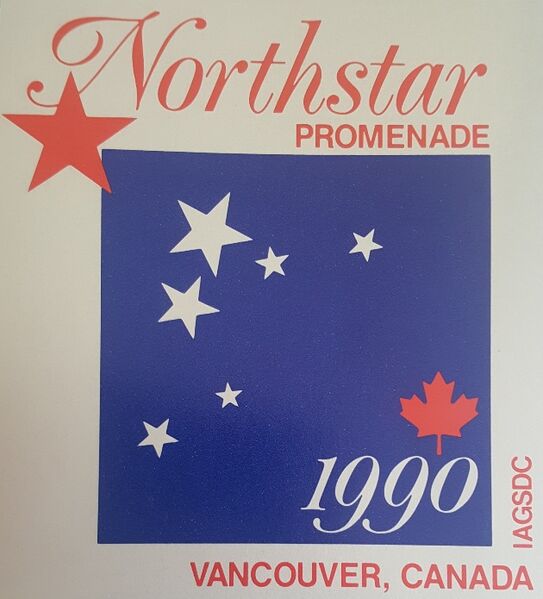 Northstar
PROMENADE
1990
IAGSDC
VANCOUVER, CANADA